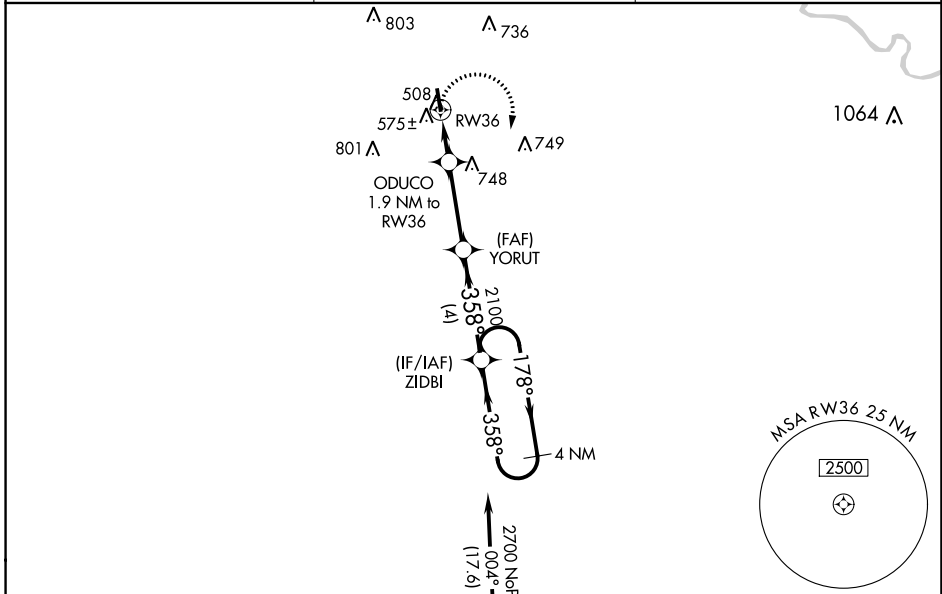 803
736
508
575±
RW36
1064
801
749
748
ODUCO
1.9 NM to
RW36
(FAF)
YORUT
2100
358°
(4)
(IF/IAF)
ZIDBI
178°
358°
4 NM
MSA RW36 25 NM
2500
2700
004°
(17.6)